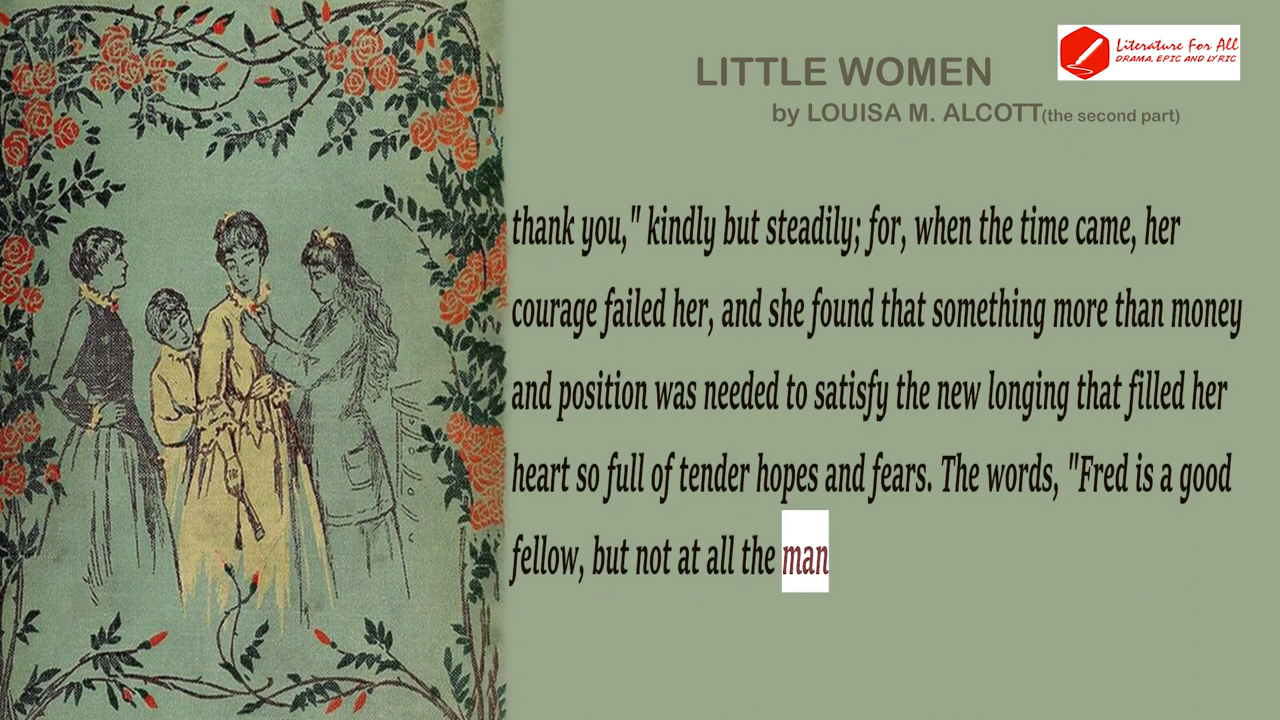 LITTLE WOMEN
by LOUISA M. ALCOTT(the second part)
Literature For All
DRAMA, EPIC AND LYRIC
thank you," kindly but steadily; for, when the time came, her
courage failed her, and she found that something more than money
and position was needed to satisfy the new longing that filled her
heart so full of tender hopes and fears. The words, "Fred is a good
fellow, but not at all the man